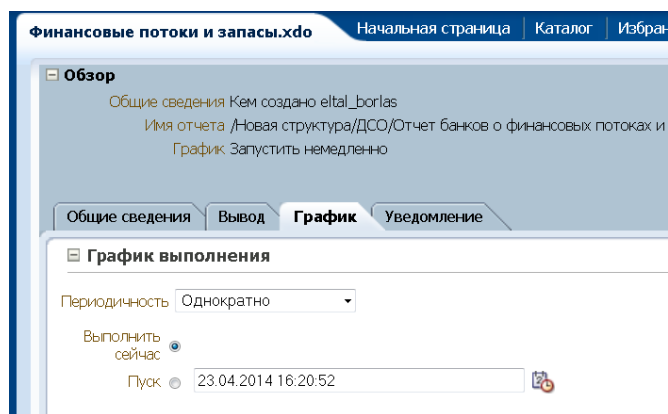 Финансовые потоки и запасы.xdo Начальная страница Каталог
Обзор
Общие сведения Кем создано eltal_borlas
Имя отчета /Новая структура/ДСО/Отчет банков о финансовых потоках и
График Запустить немедленно
Общие сведения Вывод График Уведомление
График выполнения
Периодичность Однократно
Выполнить
сейчас
Пуск 23.04.2014 16:20:52